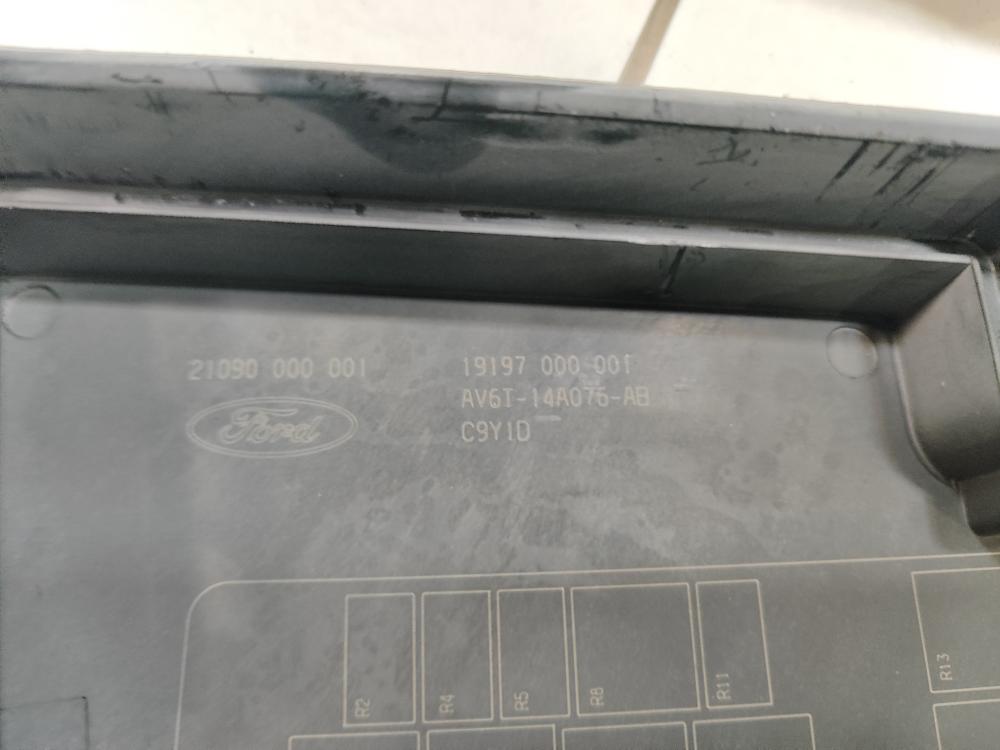 21090 000 001
19197 000 001
AV6T-14A076-AB
C9Y1D
Ford
R2
R4
R5
R8
R11
R13